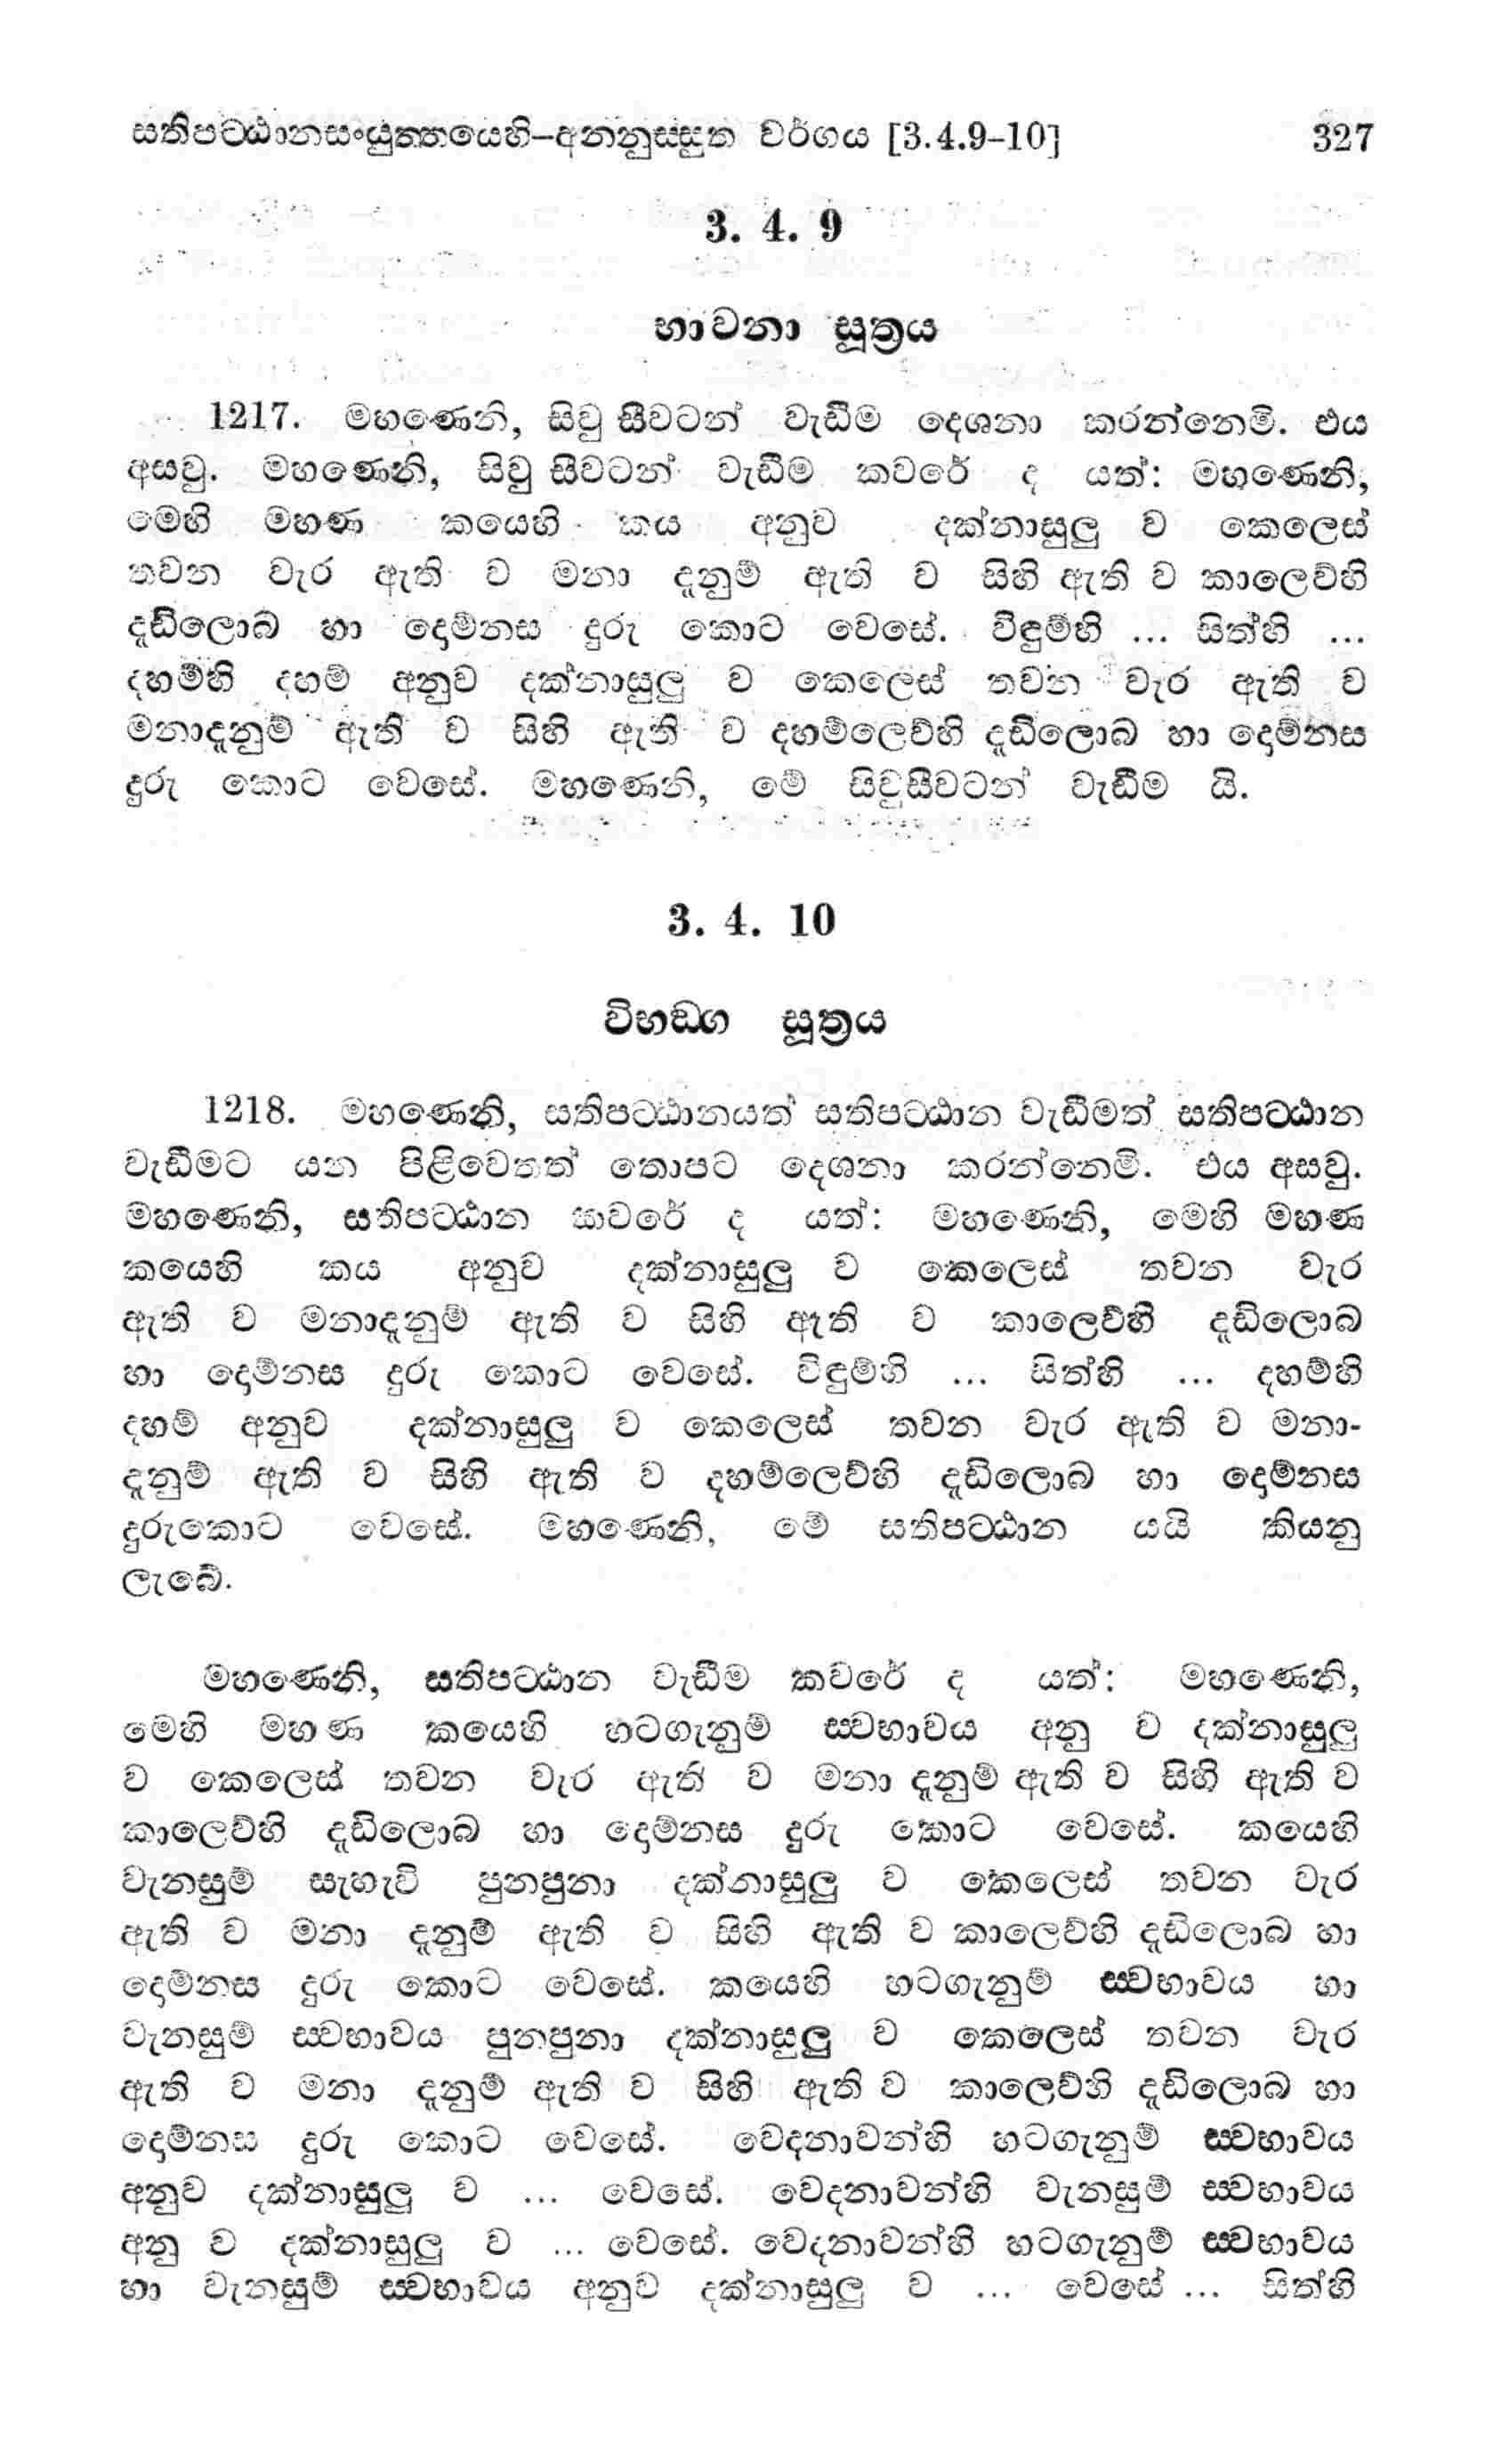 සතිපට්ඨානසංයුත්තයෙහි–අනනුස්සුත වර්ගය [3.4.9–10] 327
3. 4. 9
භාවනා සූත්‍රය
1217. මහණෙනි, සිවු සීවටන් වැඩීම දෙශනා කරන්නෙමි. එය
අසවු. මහණෙනි, සිවු සීවටන් වැඩීම කවරේ ද යත්: මහණෙනි,
මෙහි මහණ කයෙහි කය අනුව දක්නාසුලු ව කෙලෙස්
තවන වැර ඇති ව මනා දැනුම් ඇති ව සිහි ඇති ව කාලෙව්හි
දැඩිලොබ හා දොම්නස දුරු කොට වෙසේ. විඳුම්හි ... සිත්හි ...
දහම්හි දහම් අනුව දක්නාසුලු ව කෙලෙස් තවන වැර ඇති ව
මනාදැනුම් ඇති ව සිහි ඇති ව දහම්ලෙව්හි දැඩිලොබ හා දොම්නස
දුරු කොට වෙසේ. මහණෙනි, මේ සිවුසීවටන් වැඩීම යි.
3. 4. 10
විභඞ්ග සූත්‍රය
1218. මහණෙනි, සතිපට්ඨානයත් සතිපට්ඨාන වැඩීමත් සතිපට්ඨාන
වැඩීමට යන පිළිවෙතත් තොපට දෙශනා කරන්නෙමි. එය අසවු.
මහණෙනි, සතිපට්ඨාන කවරේ ද යත්: මහණෙනි, මෙහි මහණ
කයෙහි කය අනුව දක්නාසුලු ව කෙලෙස් තවන වැර
ඇති ව මනාදැනුම් ඇති ව සිහි ඇති ව කාලෙව්හි දැඩිලොබ
හා දොම්නස දුරු කොට වෙසේ. විඳුම්හි ... සිත්හි ... දහම්හි
දහම් අනුව දක්නාසුලු ව කෙලෙස් තවන වැර ඇති ව මනා-
දැනුම් ඇති ව සිහි ඇති ව දහම්ලෙව්හි දැඩිලොබ හා දොම්නස
දුරුකොට වෙසේ. මහණෙනි, මේ සතිපට්ඨාන යයි කියනු
ලැබේ.
මහණෙනි, සතිපට්ඨාන වැඩීම කවරේ ද යත්: මහණෙනි,
මෙහි මහණ කයෙහි හටගැනුම් ස්වභාවය අනු ව දක්නාසුලු
ව කෙලෙස් තවන වැර ඇති ව මනා දැනුම් ඇති ව සිහි ඇති ව
කාලෙව්හි දැඩිලොබ හා දොම්නස දුරු කොට වෙසේ. කයෙහි
වැනසුම් සැහැවි පුනපුනා දක්නාසුලු ව කෙලෙස් තවන වැර
ඇති ව මනා දැනුම් ඇති ව සිහි ඇති ව කාලෙව්හි දැඩිලොබ හා
දොම්නස දුරු කොට වෙසේ. කයෙහි හටගැනුම් ස්වභාවය හා
වැනසුම් ස්වභාවය පුනපුනා දක්නාසුලු ව කෙලෙස් තවන වැර
ඇති ව මනා දැනුම් ඇති ව සිහි ඇති ව කාලෙව්හි දැඩිලොබ හා
දොම්නස දුරු කොට වෙසේ. වෙදනාවන්හි හටගැනුම් ස්වභාවය
අනුව දක්නාසුලු ව ... වෙසේ. වෙදනාවන්හි වැනසුම් ස්වභාවය
අනු ව දක්නාසුලු ව ... වෙසේ. වෙදනාවන්හි හටගැනුම් ස්වභාවය
හා වැනසුම් ස්වභාවය අනුව දක්නාසුලු ව ... වෙසේ ... සිත්හි